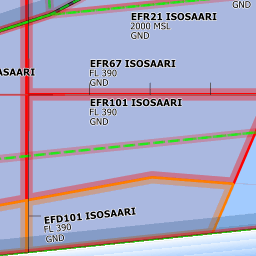 GND
EFR21 ISOSAARI
2000 MSL
GND
EFR67 ISOSAARI
FL 390
GND
ASAARI
EFR101 ISOSAARI
FL 390
GND
EFD101 ISOSAARI
FL 390
GND